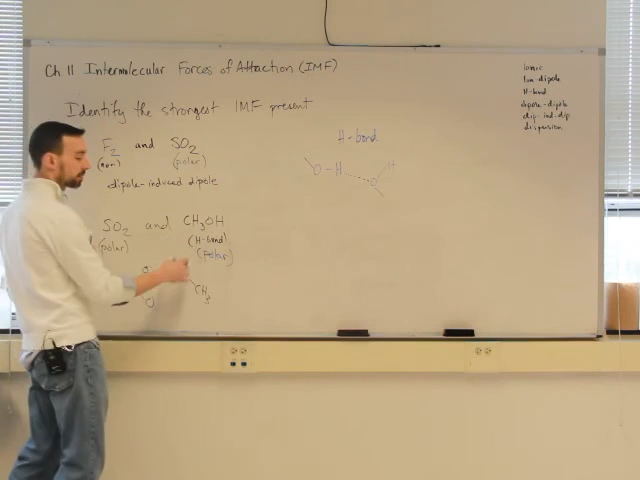 Ch 11 Intermolecular Forces of Attraction (IMF)
Identify the strongest IMF present
F2 and SO2
(non) (polar)
dipole-induced dipole
SO2 and CH3OH
(polar) (H-bond)
(polar)
CH3
H-bond
O-H
O H
ionic
Ion-dipole
H-bond
dipole-dipole
dip-ind-dip
dispersion